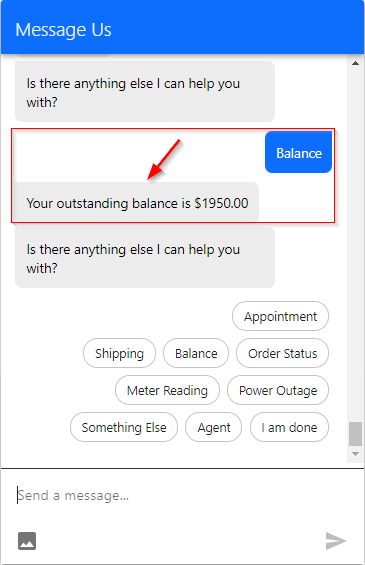 Message Us
Is there anything else I can help you
with?
Balance
Your outstanding balance is $1950.00
Is there anything else I can help you
with?
Appointment
Shipping Balance Order Status
Meter Reading Power Outage
Something Else Agent I am done
Send a message...